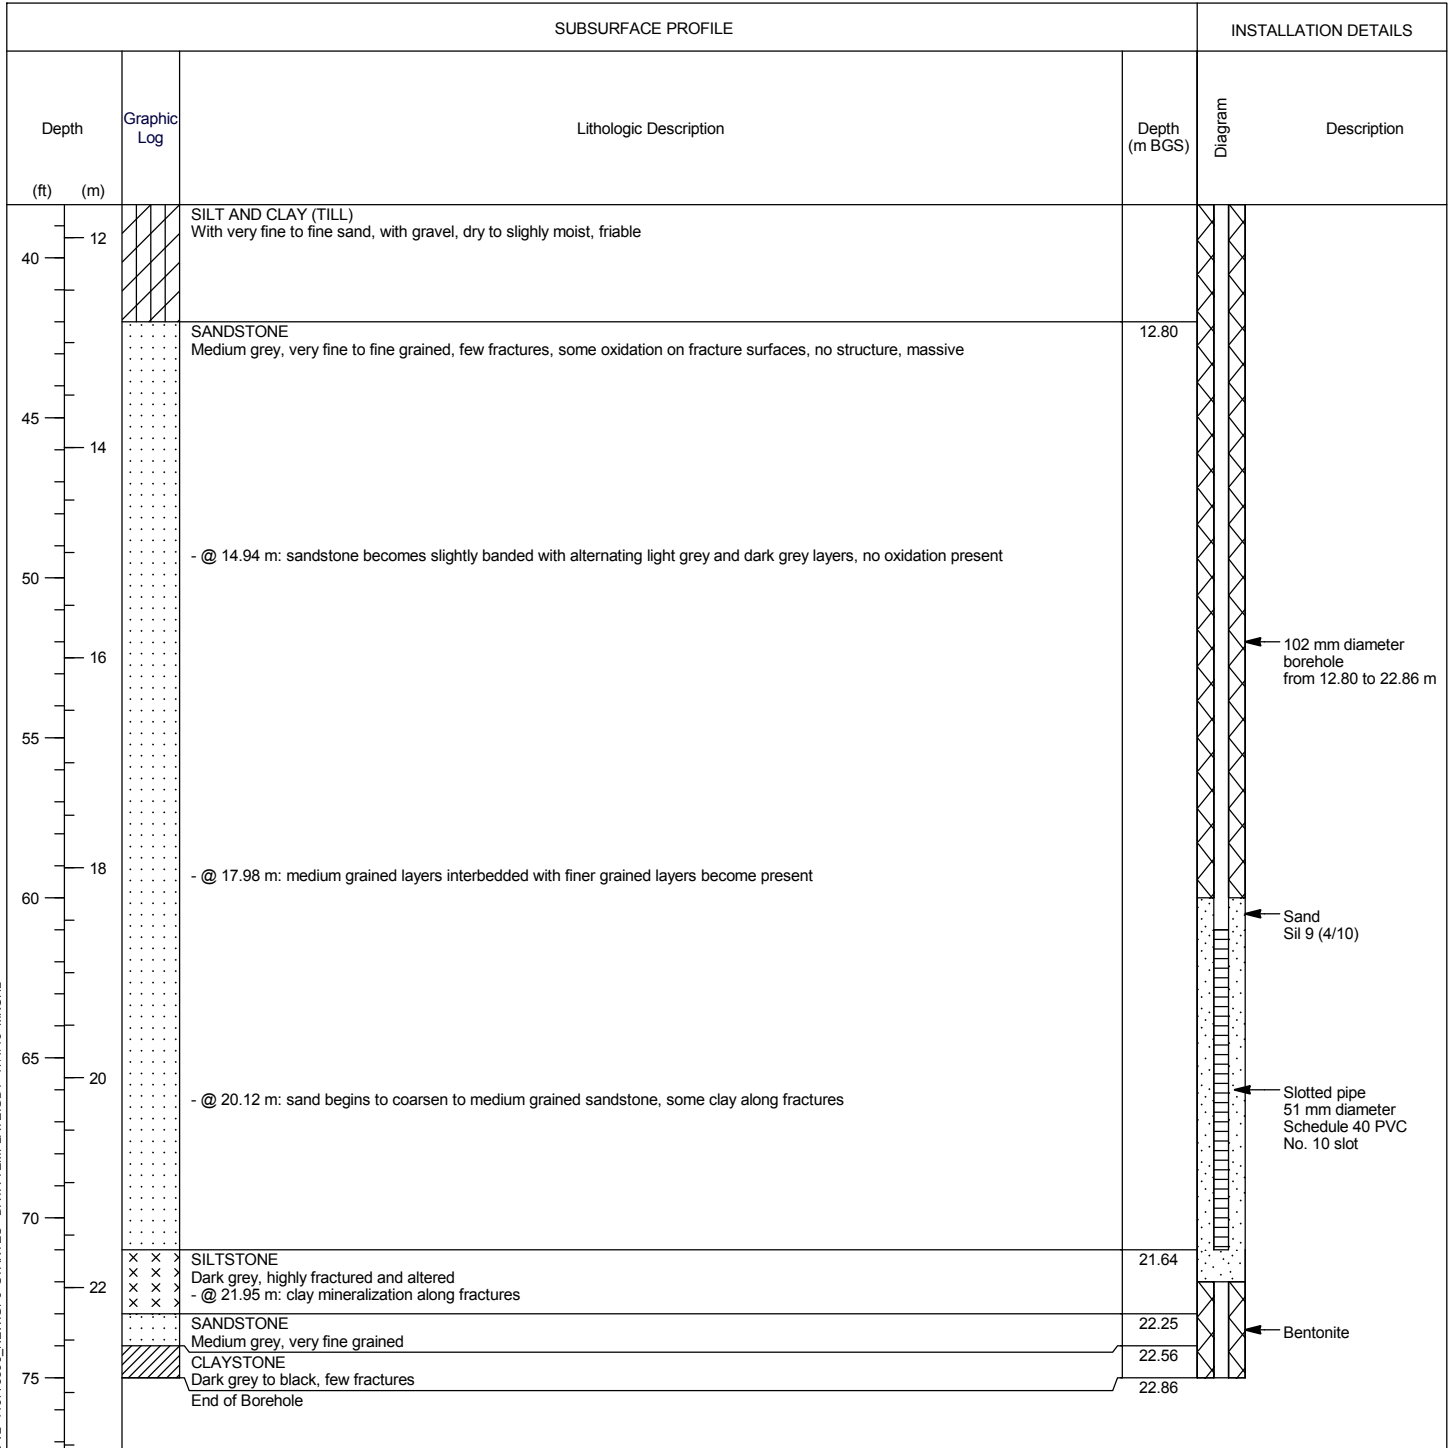 SUBSURFACE PROFILE
INSTALLATION DETAILS
Depth
Graphic
Log
Lithologic Description
Depth
(m BGS)
Diagram
Description
(ft) (m)
SILT AND CLAY (TILL)
With very fine to fine sand, with gravel, dry to slighly moist, friable
12
40
SANDSTONE
12.80
Medium grey, very fine to fine grained, few fractures, some oxidation on fracture surfaces, no structure, massive
45
14
- @ 14.94 m: sandstone becomes slightly banded with alternating light grey and dark grey layers, no oxidation present
50
16
102 mm diameter
borehole
from 12.80 to 22.86 m
55
18
- @ 17.98 m: medium grained layers interbedded with finer grained layers become present
60
Sand
Sil 9 (4/10)
65
20
- @ 20.12 m: sand begins to coarsen to medium grained sandstone, some clay along fractures
Slotted pipe
51 mm diameter
Schedule 40 PVC
No. 10 slot
70
SILTSTONE
21.64
Dark grey, highly fractured and altered
22
- @ 21.95 m: clay mineralization along fractures
SANDSTONE
22.25
Medium grey, very fine grained
Bentonite
CLAYSTONE
22.56
Dark grey to black, few fractures
75
22.86
End of Borehole